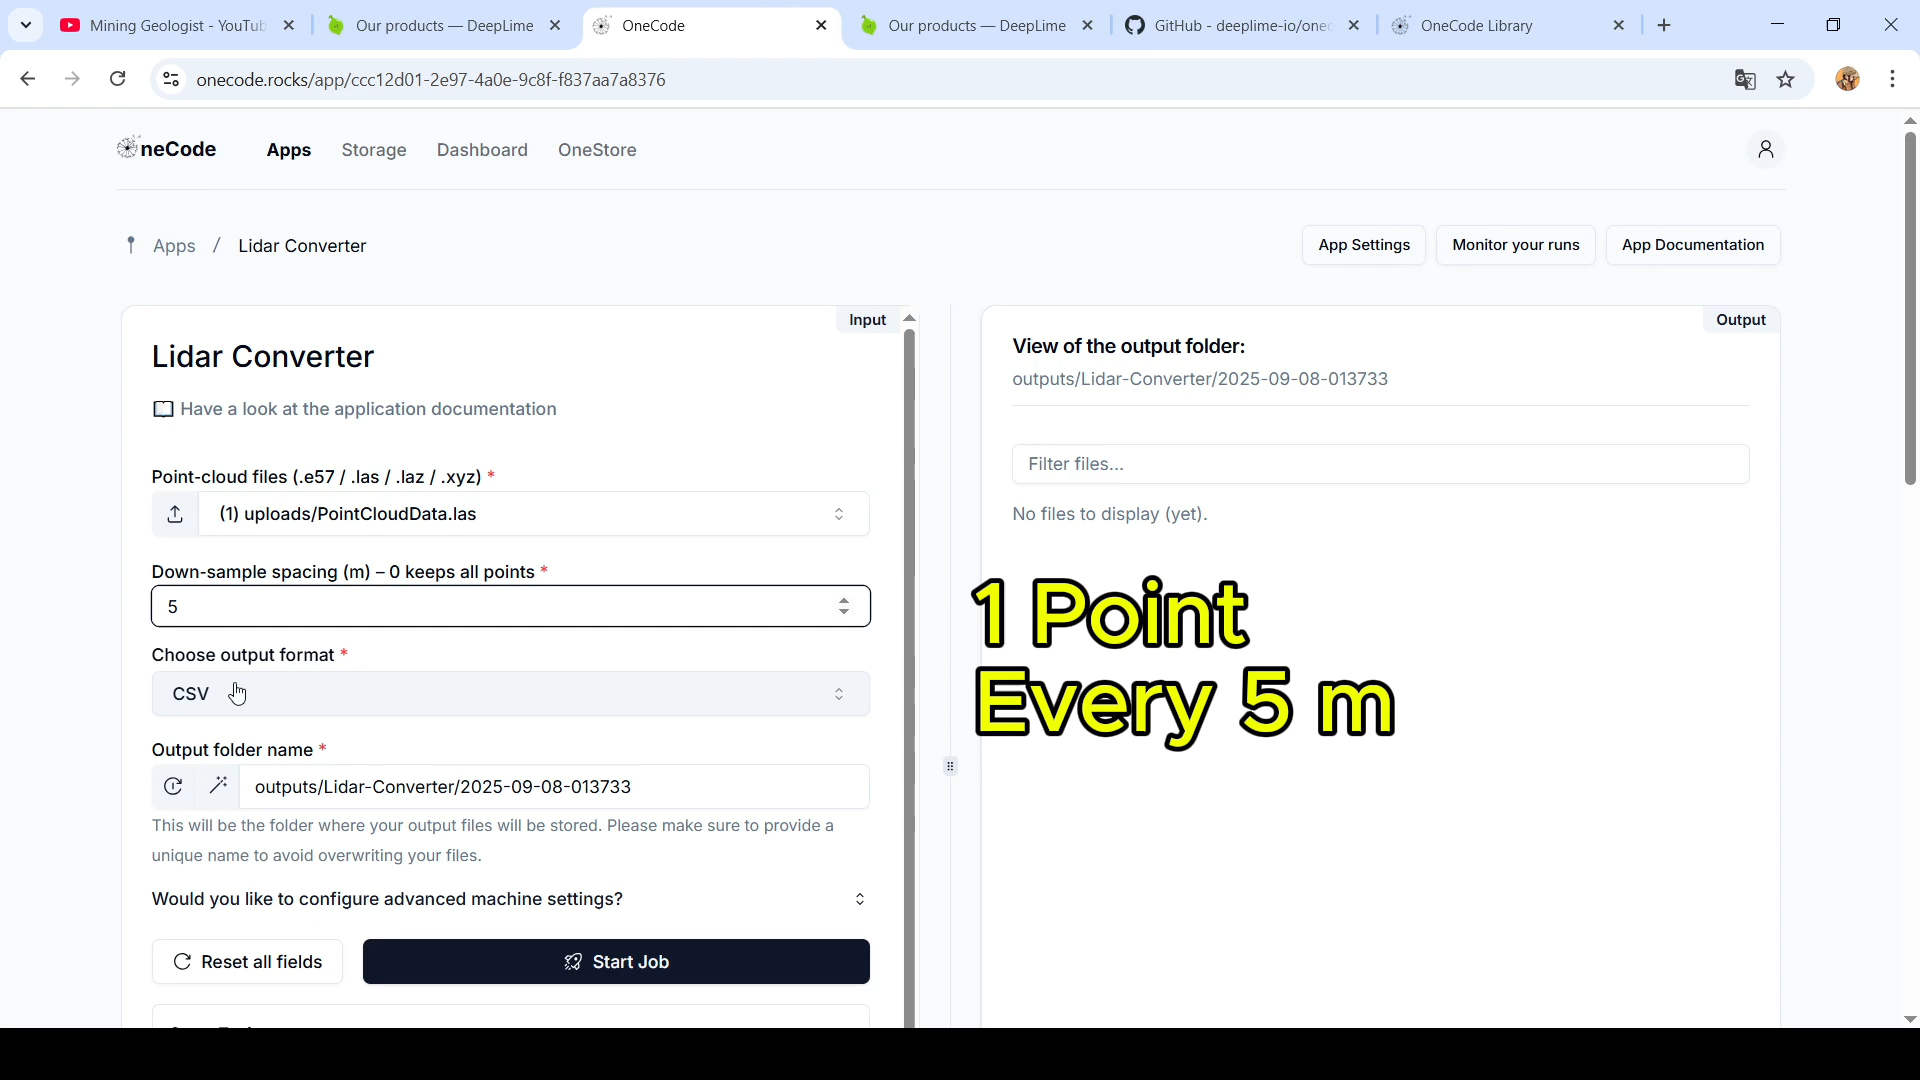 Mining Geologist - YouTub
Our products — DeepLime
OneCode
Our products — DeepLime
GitHub - deeplime-io/onec
OneCode Library
onecode.rocks/app/ccc12d01-2e97-4a0e-9c8f-f837aa7a8376
neCode
Apps
Storage
Dashboard
OneStore
Apps / Lidar Converter
App Settings
Monitor your runs
App Documentation
Input
Lidar Converter
Have a look at the application documentation
Point-cloud files (.e57 / .las / .laz / .xyz) *
(1) uploads/PointCloudData.las
Down-sample spacing (m) – 0 keeps all points *
5
Choose output format *
CSV
Output folder name *
outputs/Lidar-Converter/2025-09-08-013733
This will be the folder where your output files will be stored. Please make sure to provide a
unique name to avoid overwriting your files.
Would you like to configure advanced machine settings?
Reset all fields
Start Job
Output
View of the output folder:
outputs/Lidar-Converter/2025-09-08-013733
Filter files...
No files to display (yet).
1 Point
Every 5 m